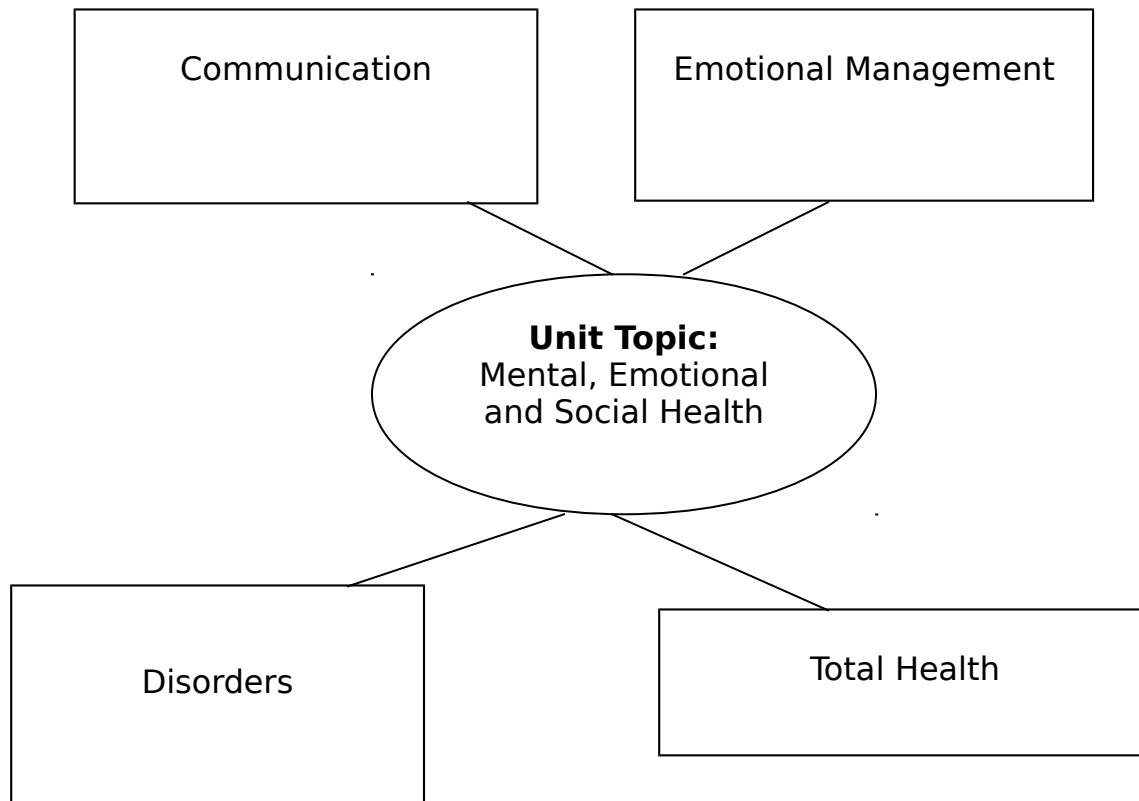 Communication
Emotional Management
Unit Topic:
Mental, Emotional
and Social Health
Disorders
Total Health